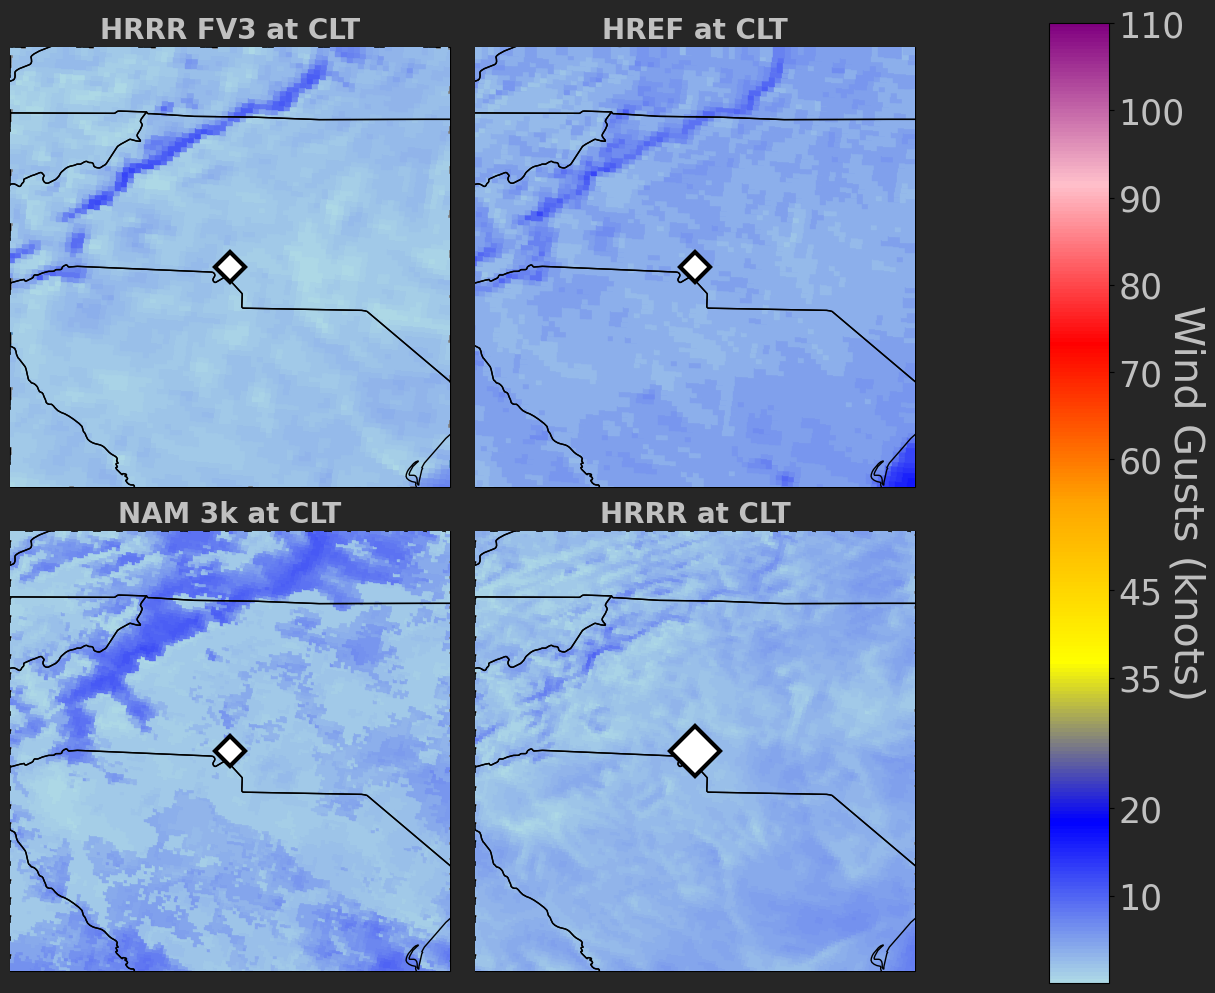 HRRR FV3 at CLT
HREF at CLT
NAM 3k at CLT
HRRR at CLT
110
100
90
80
70
60
45
35
20
10
Wind Gusts (knots)